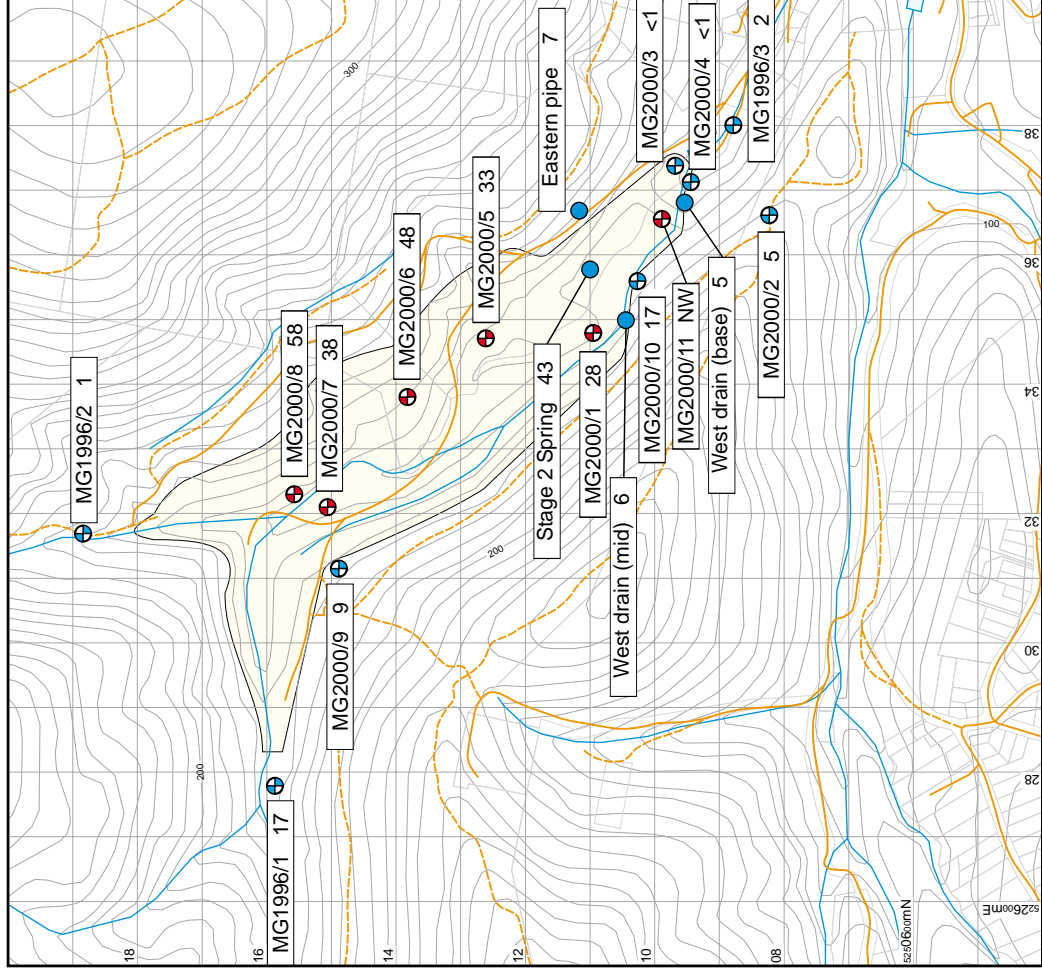 300
MG1996/2 1
MG2000/8 58
MG2000/7 38
MG2000/6 48
MG2000/5 33
Eastern pipe 7
MG2000/3 <1
MG2000/4 <1
MG1996/3 2
MG2000/2 5
West drain (base) 5
MG2000/11 NW
MG2000/10 17
MG2000/1 28
Stage 2 Spring 43
West drain (mid) 6
MG2000/9 9
MG1996/1 17
200
200
100
18
16
14
12
10
08
38
36
34
32
30
28
5250600mN
522600mE